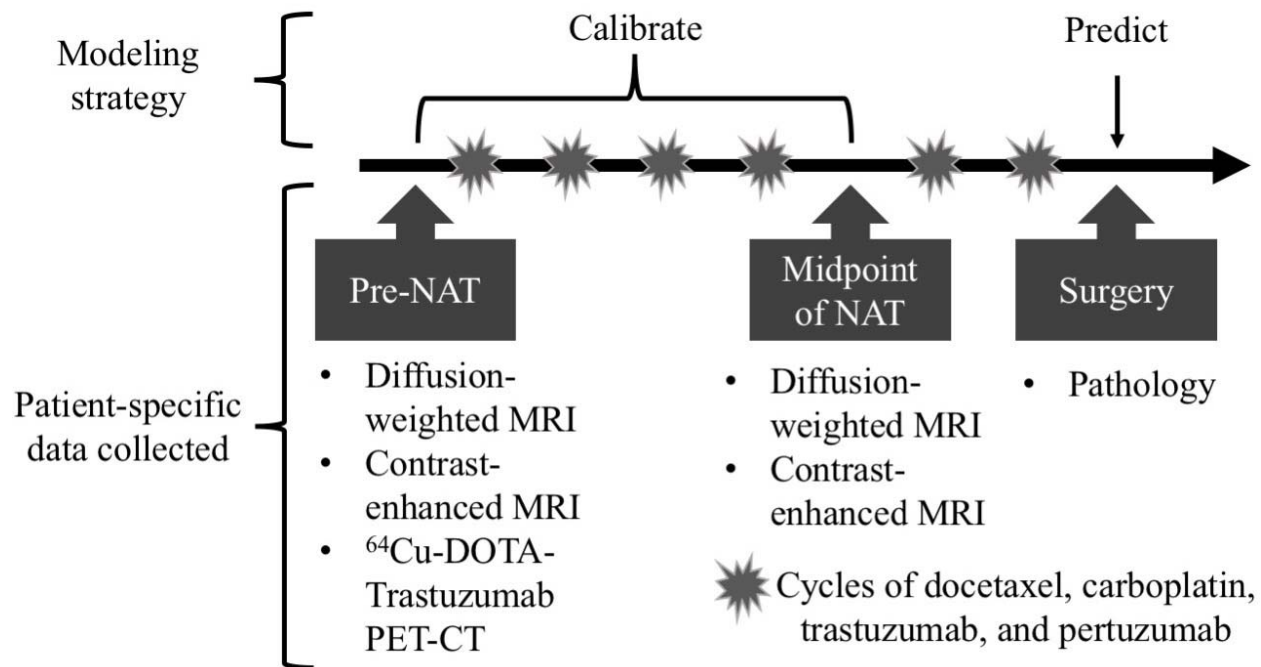 Modeling
strategy
Calibrate
Predict
Pre-NAT
Midpoint
of NAT
Surgery
Patient-specific
data collected
• Diffusion-
weighted MRI
• Contrast-
enhanced MRI
• ⁶⁴Cu-DOTA-
Trastuzumab
PET-CT
• Diffusion-
weighted MRI
• Contrast-
enhanced MRI
• Pathology
Cycles of docetaxel, carboplatin,
trastuzumab, and pertuzumab